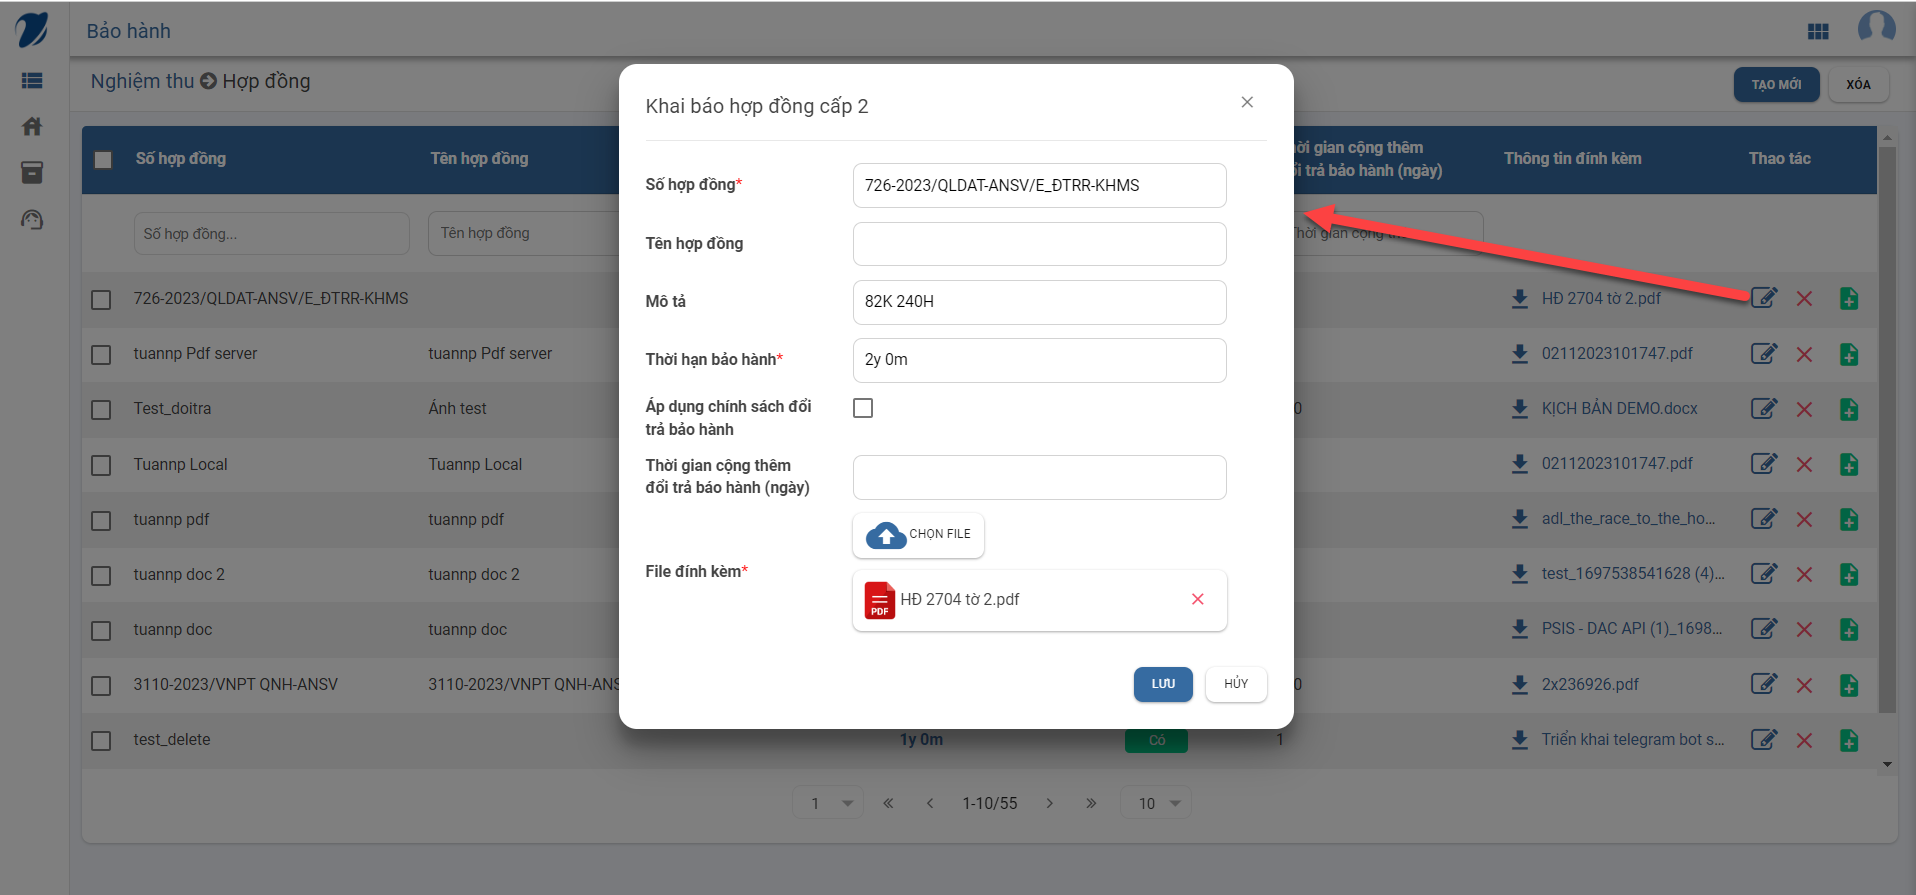 Bảo hành
Nghiệm thu Hợp đồng
TẠO MỚI
XÓA
Số hợp đồng
Tên hợp đồng
gian cộng thêm
trả bảo hành (ngày)
Thông tin đính kèm
Thao tác
Số hợp đồng...
Tên hợp đồng
Thời gian cộng
726-2023/QLDAT-ANSV/E_ĐTRR-KHMS
HĐ 2704 tờ 2.pdf
tuannp Pdf server
tuannp Pdf server
02112023101747.pdf
Test_doitra
Ánh test
0
KỊCH BẢN DEMO.docx
Tuannp Local
Tuannp Local
02112023101747.pdf
tuannp pdf
tuannp pdf
adl_the_race_to_the_ho...
tuannp doc 2
tuannp doc 2
test_1697538541628 (4)...
tuannp doc
tuannp doc
PSIS - DAC API (1)_1698...
3110-2023/VNPT QNH-ANSV
3110-2023/VNPT QNH-ANS
0
2x236926.pdf
test_delete
1y 0m
Có
1
Triển khai telegram bot s...
1
1-10/55
10
Khai báo hợp đồng cấp 2
Số hợp đồng*
726-2023/QLDAT-ANSV/E_ĐTRR-KHMS
Tên hợp đồng
Mô tả
82K 240H
Thời hạn bảo hành*
2y 0m
Áp dụng chính sách đổi
trả bảo hành
Thời gian cộng thêm
đổi trả báo hành (ngày)
CHỌN FILE
File đính kèm*
PDF
HĐ 2704 tờ 2.pdf
LƯU
HỦY